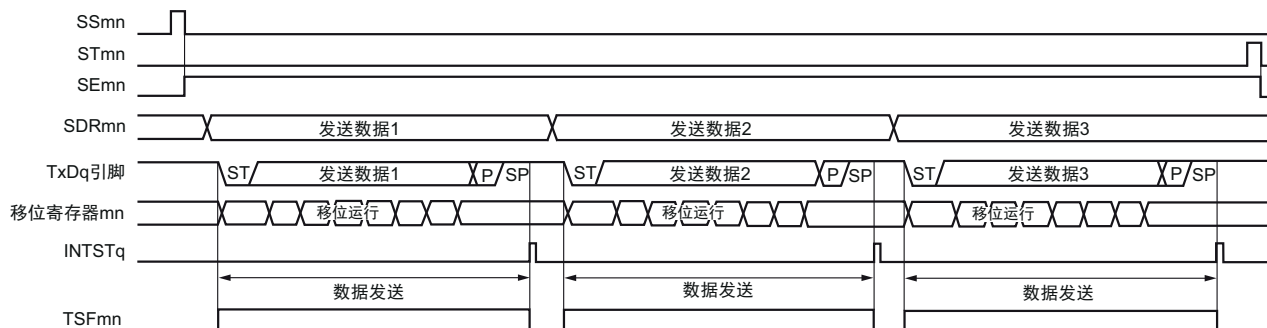 SSmn
STmn
SEmn
SDRmn 发送数据1 发送数据2 发送数据3
TxDq引脚 ST 发送数据1 P SP ST 发送数据2 P SP ST 发送数据3 P SP
移位寄存器mn 移位运行 移位运行 移位运行
INTSTq
数据发送 数据发送 数据发送
TSFmn